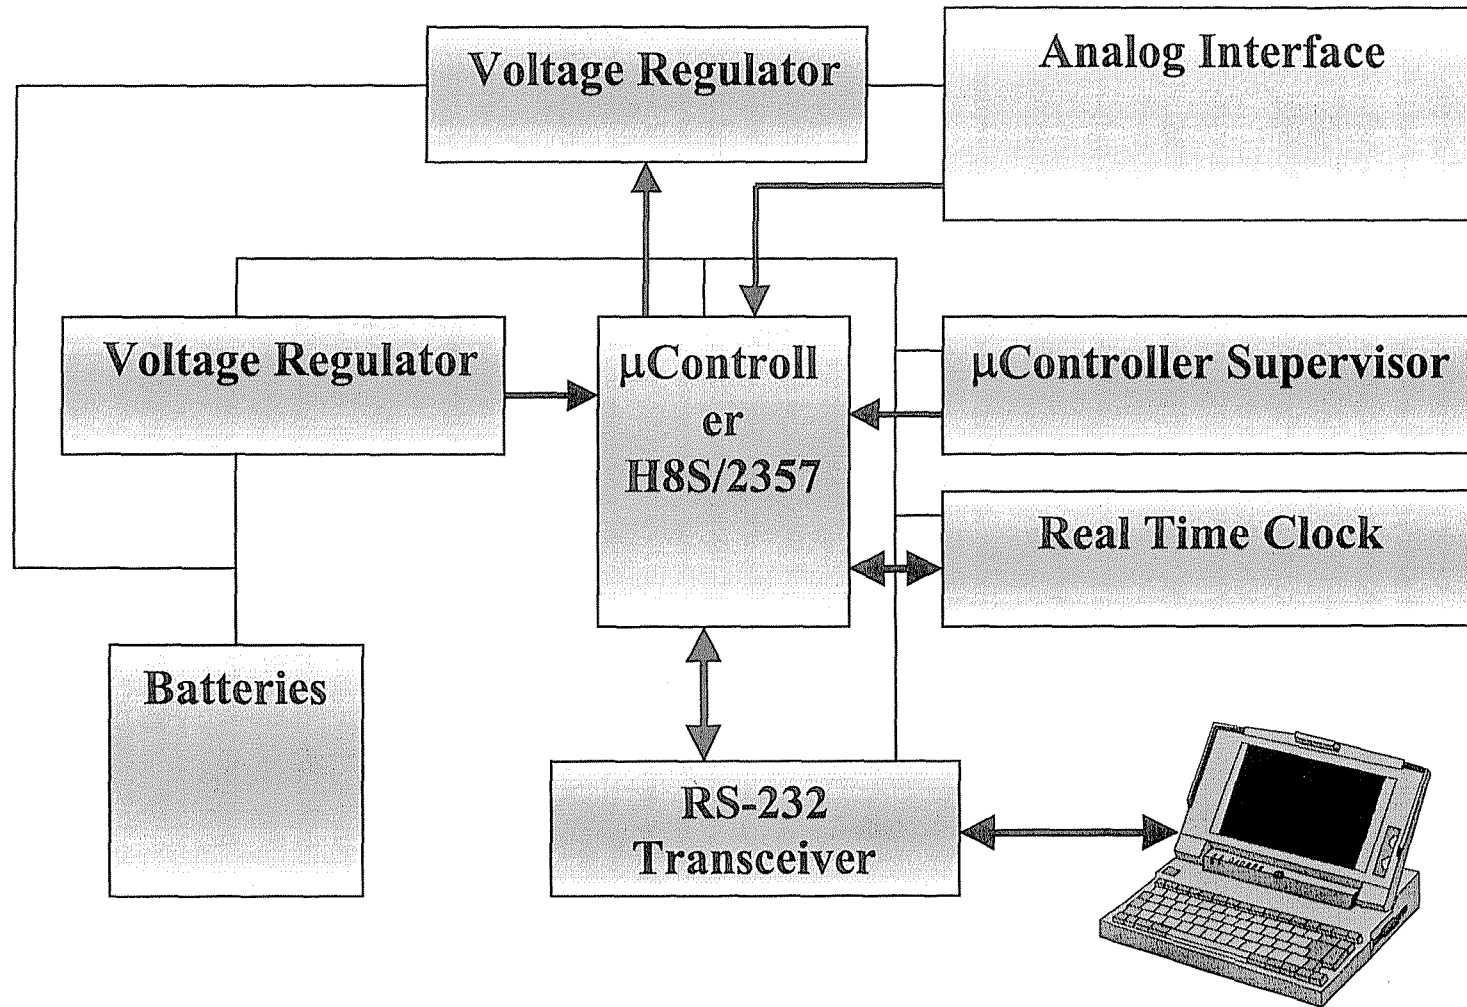 Voltage Regulator
Analog Interface
Voltage Regulator
μControll
er
H8S/2357
μController Supervisor
Real Time Clock
Batteries
RS-232
Transceiver